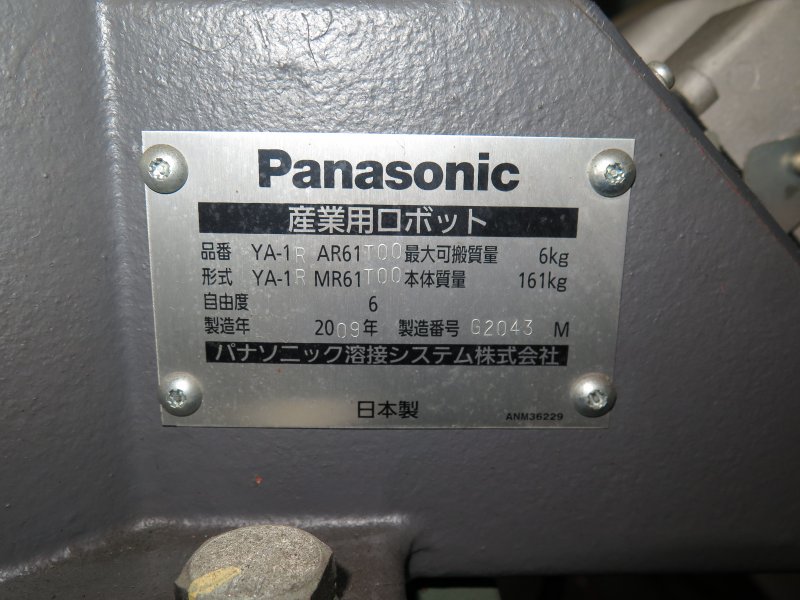 Panasonic
産業用ロボット
品番 YA-1R AR61T00 最大可搬質量 6kg
形式 YA-1R MR61T00 本体質量 161kg
自由度 6
製造年 2009年 製造番号 G2043 M
パナソニック溶接システム株式会社
日本製 ANM36229